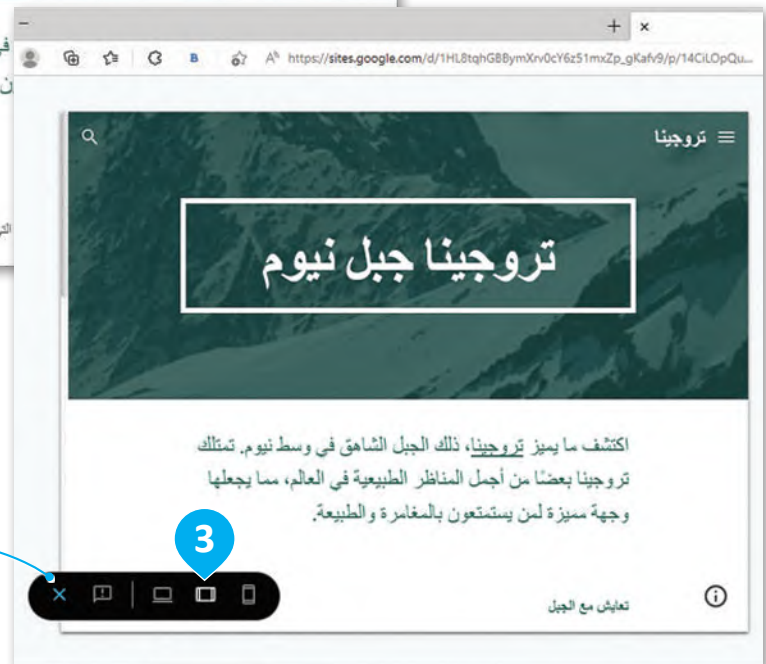 https://sites.google.com/d/1HL8tqhGBBymXrv0cY6z51mxZp_gKafv9/p/14CiLOpQu...
تروجينا
تروجينا جبل نيوم
اكتشف ما يميز تروجينا، ذلك الجبل الشاهق في وسط نيوم. تمتلك
تروجينا بعضًا من أجمل المناظر الطبيعية في العالم، مما يجعلها
وجهة مميزة لمن يستمتعون بالمغامرة والطبيعة.
3
تعايش مع الجبل